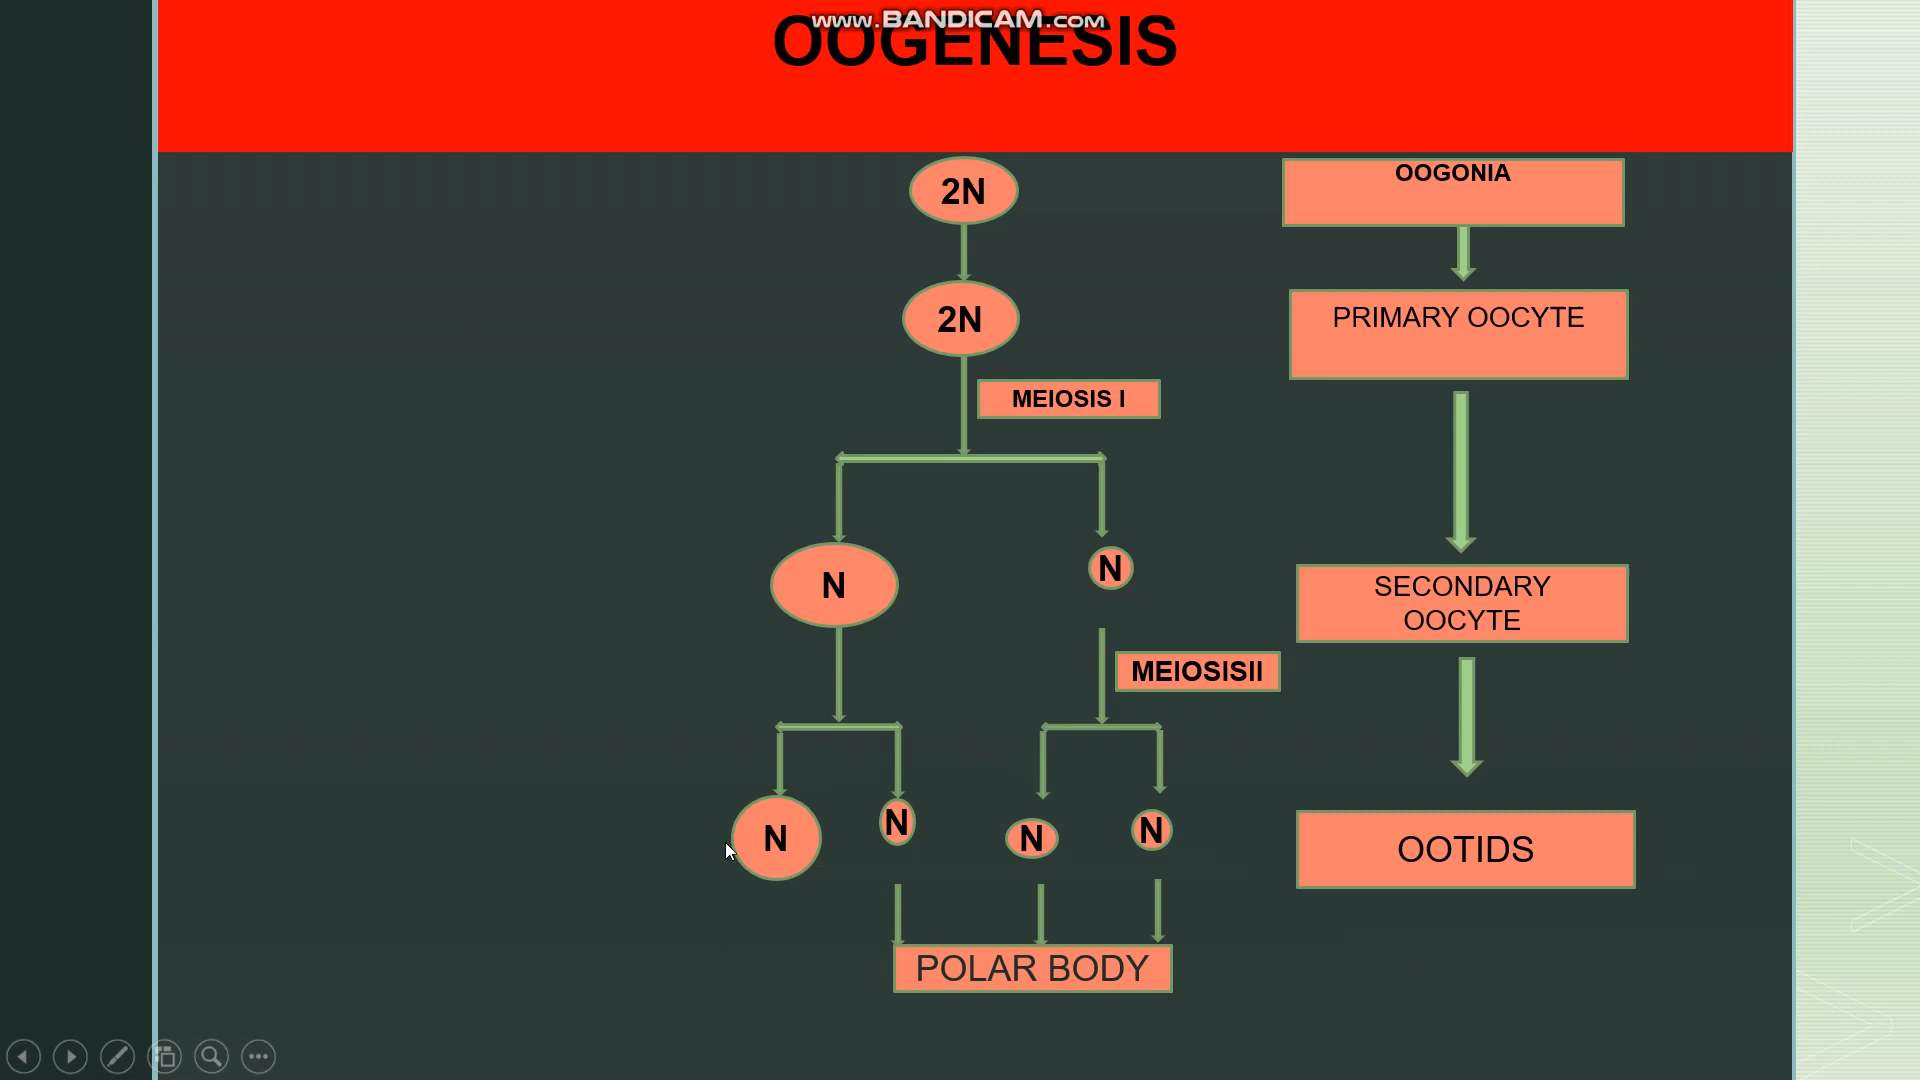 www.BANDICAM.com
OOGENESIS
2N
OOGONIA
2N
PRIMARY OOCYTE
MEIOSIS I
N
N
SECONDARY
OOCYTE
MEIOSISII
N
N
N
N
OOTIDS
POLAR BODY